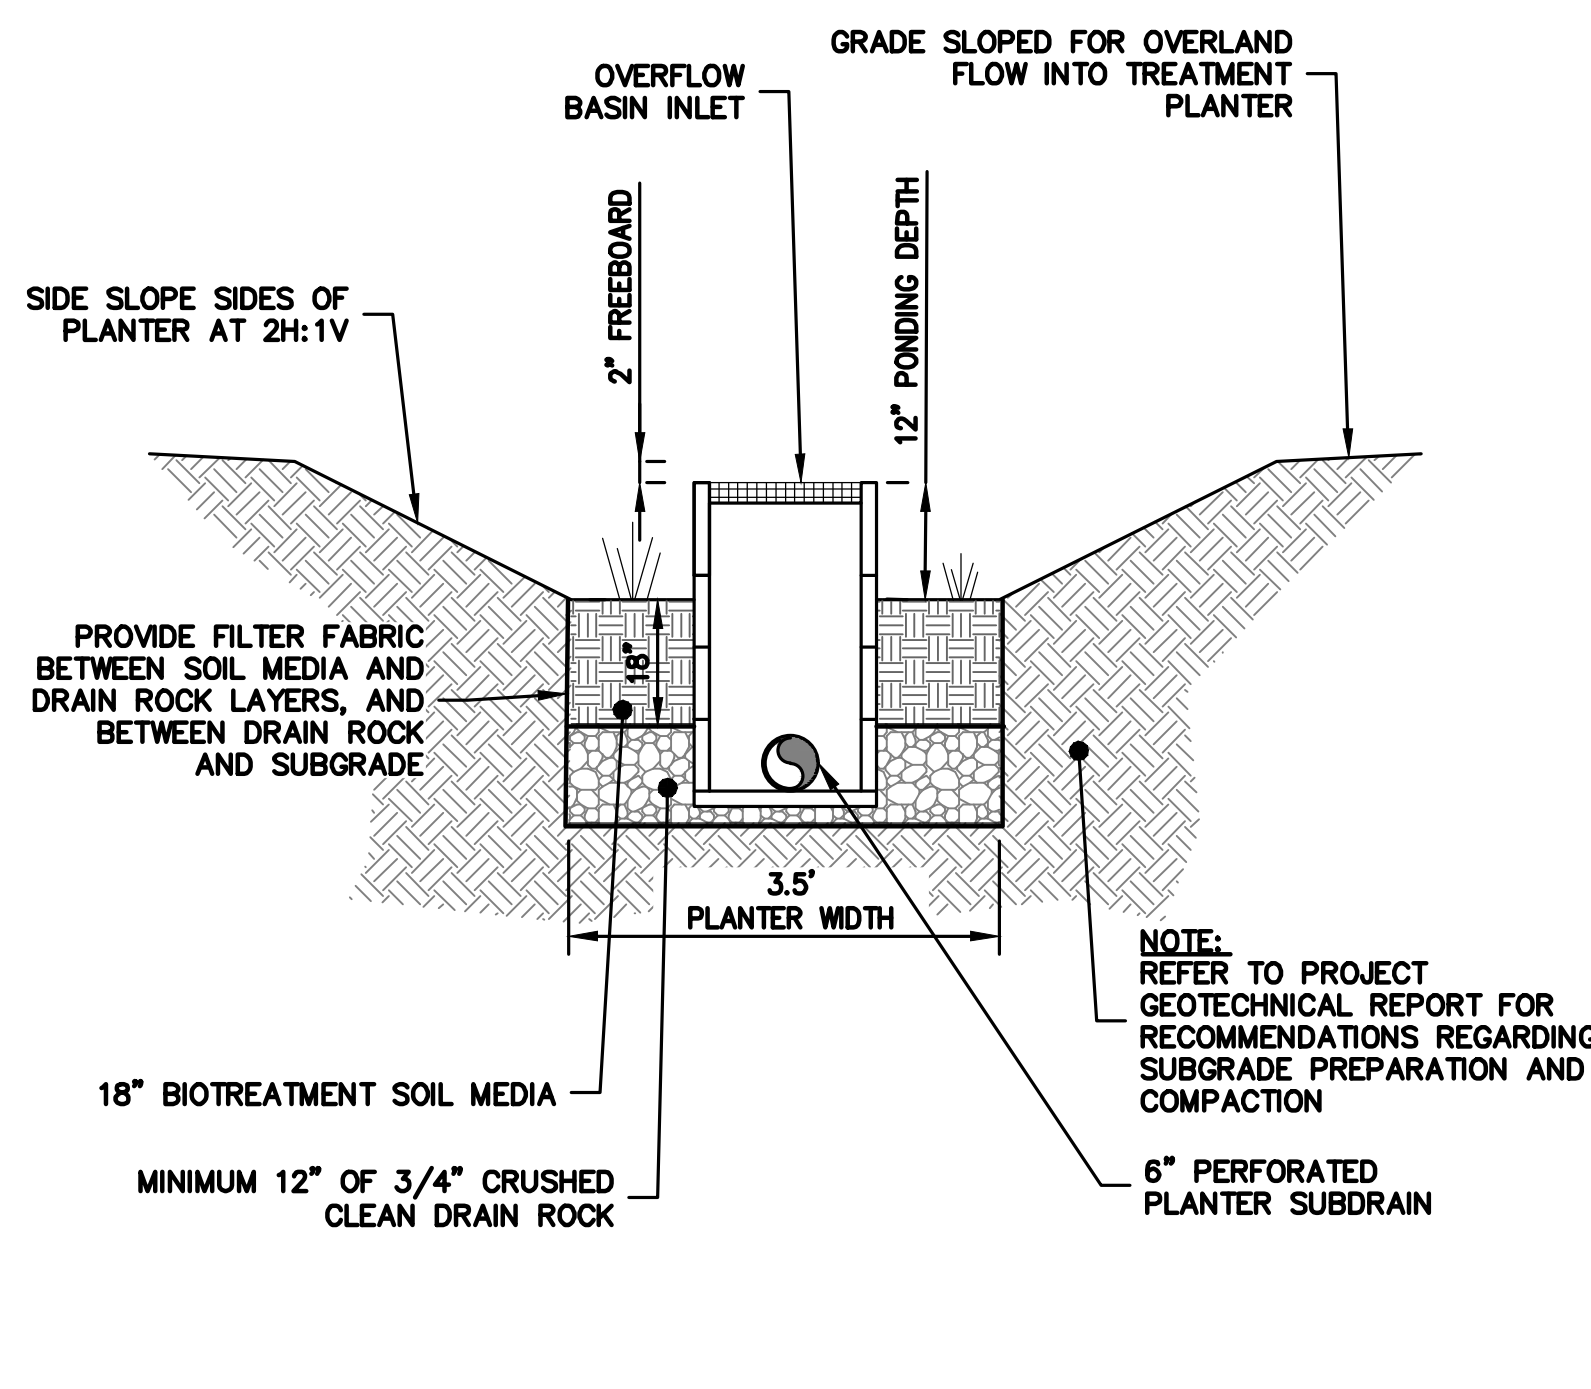 GRADE SLOPED FOR OVERLAND
FLOW INTO TREATMENT
PLANTER
OVERFLOW
BASIN INLET
2" FREEBOARD
12" PONDING DEPTH
SIDE SLOPE SIDES OF
PLANTER AT 2H:1V
PROVIDE FILTER FABRIC
BETWEEN SOIL MEDIA AND
DRAIN ROCK LAYERS, AND
BETWEEN DRAIN ROCK
AND SUBGRADE
18"
3.5'
PLANTER WIDTH
NOTE:
REFER TO PROJECT
GEOTECHNICAL REPORT FOR
RECOMMENDATIONS REGARDING
SUBGRADE PREPARATION AND
COMPACTION
18" BIOTREATMENT SOIL MEDIA
MINIMUM 12" OF 3/4" CRUSHED
CLEAN DRAIN ROCK
6" PERFORATED
PLANTER SUBDRAIN